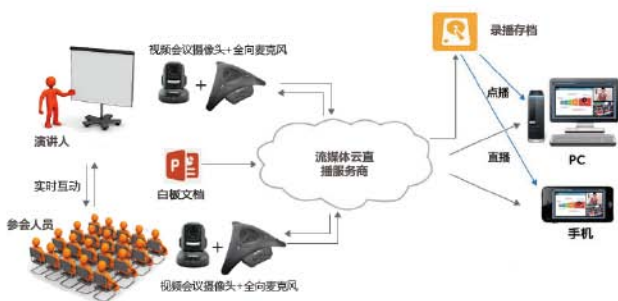 视频会议摄像头+全向麦克风
录播存档
演讲人
点播
流媒体云直
播服务商
直播
PC
P
实时互动
白板文档
手机
参会人员
视频会议摄像头+全向麦克风